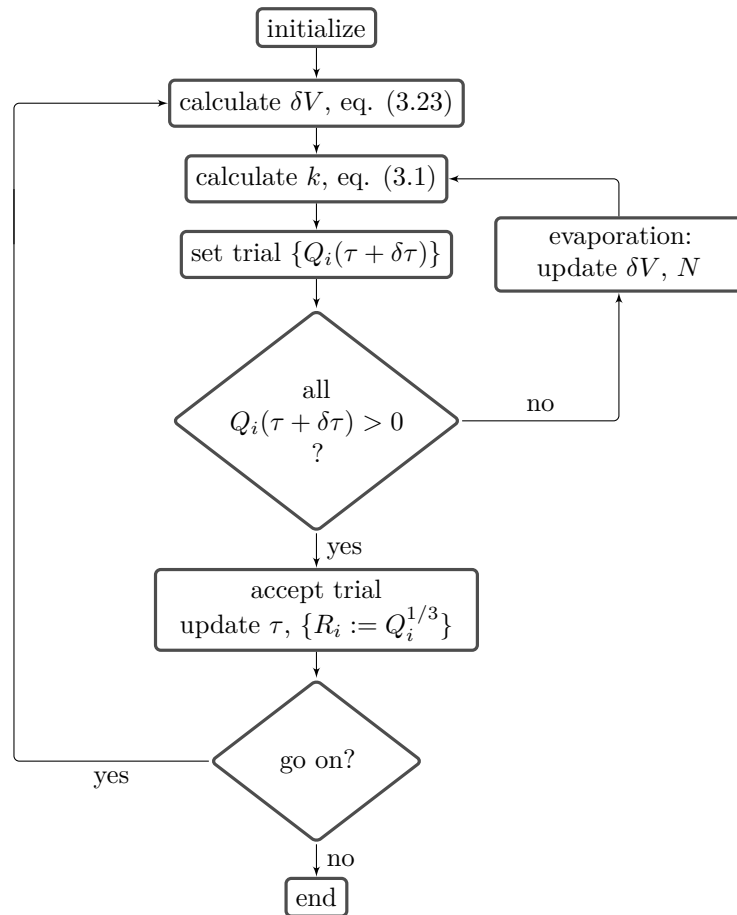 initialize
calculate δV, eq. (3.23)
calculate k, eq. (3.1)
set trial {Q_i(τ + δτ)}
evaporation:
update δV, N
all
Q_i(τ + δτ) > 0
?
no
yes
accept trial
update τ, {R_i := Q_i^{1/3}}
go on?
yes
no
end